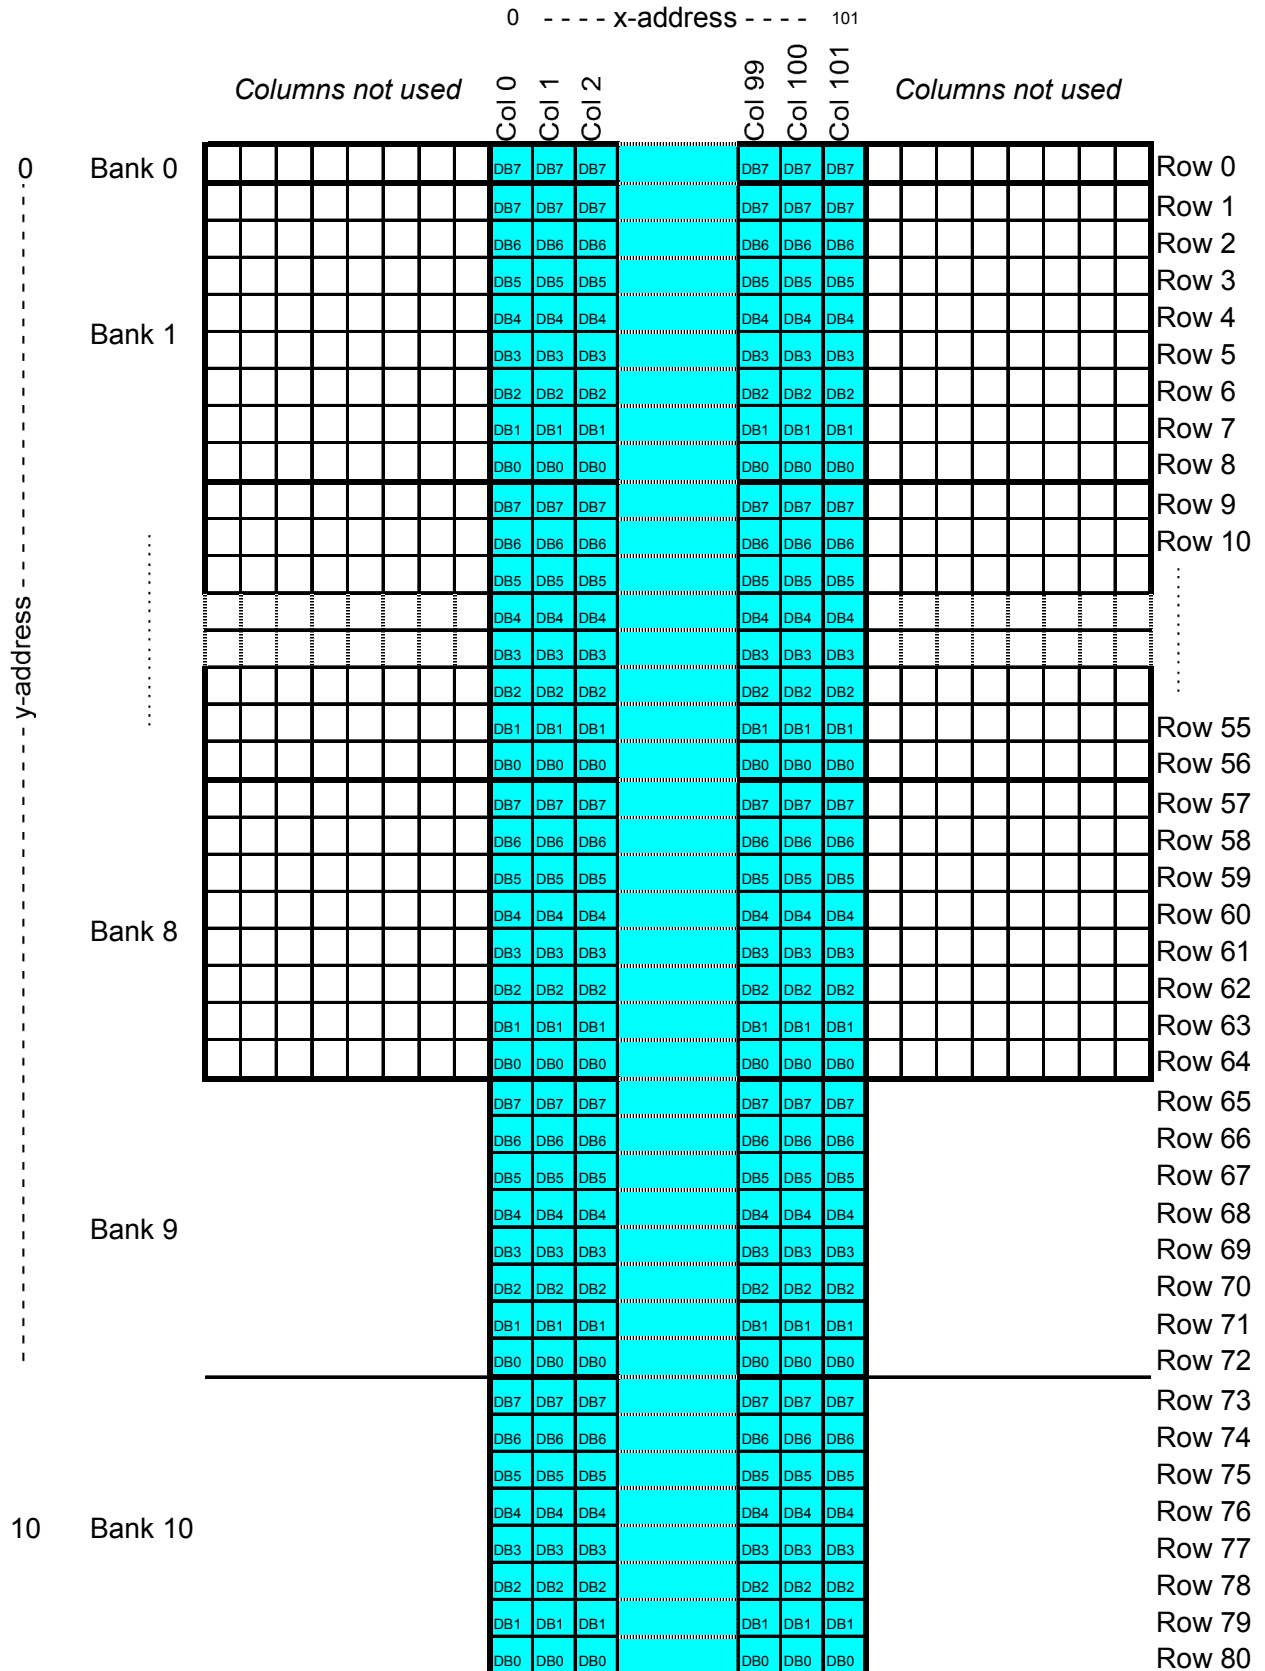 0 - - - - x-address - - - - 101
Columns not used Col 0 Col 1 Col 2 Col 99 Col 100 Col 101 Columns not used
0 Bank 0 DB7 DB7 DB7 DB7 DB7 DB7 Row 0
DB7 DB7 DB7 DB7 DB7 DB7 Row 1
DB6 DB6 DB6 DB6 DB6 DB6 Row 2
DB5 DB5 DB5 DB5 DB5 DB5 Row 3
Bank 1 DB4 DB4 DB4 DB4 DB4 DB4 Row 4
DB3 DB3 DB3 DB3 DB3 DB3 Row 5
DB2 DB2 DB2 DB2 DB2 DB2 Row 6
DB1 DB1 DB1 DB1 DB1 DB1 Row 7
DB0 DB0 DB0 DB0 DB0 DB0 Row 8
DB7 DB7 DB7 DB7 DB7 DB7 Row 9
DB6 DB6 DB6 DB6 DB6 DB6 Row 10
DB5 DB5 DB5 DB5 DB5 DB5
DB4 DB4 DB4 DB4 DB4 DB4
y-address DB3 DB3 DB3 DB3 DB3 DB3
DB2 DB2 DB2 DB2 DB2 DB2
DB1 DB1 DB1 DB1 DB1 DB1 Row 55
DB0 DB0 DB0 DB0 DB0 DB0 Row 56
DB7 DB7 DB7 DB7 DB7 DB7 Row 57
DB6 DB6 DB6 DB6 DB6 DB6 Row 58
DB5 DB5 DB5 DB5 DB5 DB5 Row 59
Bank 8 DB4 DB4 DB4 DB4 DB4 DB4 Row 60
DB3 DB3 DB3 DB3 DB3 DB3 Row 61
DB2 DB2 DB2 DB2 DB2 DB2 Row 62
DB1 DB1 DB1 DB1 DB1 DB1 Row 63
DB0 DB0 DB0 DB0 DB0 DB0 Row 64
DB7 DB7 DB7 DB7 DB7 DB7 Row 65
DB6 DB6 DB6 DB6 DB6 DB6 Row 66
DB5 DB5 DB5 DB5 DB5 DB5 Row 67
Bank 9 DB4 DB4 DB4 DB4 DB4 DB4 Row 68
DB3 DB3 DB3 DB3 DB3 DB3 Row 69
DB2 DB2 DB2 DB2 DB2 DB2 Row 70
DB1 DB1 DB1 DB1 DB1 DB1 Row 71
DB0 DB0 DB0 DB0 DB0 DB0 Row 72
DB7 DB7 DB7 DB7 DB7 DB7 Row 73
DB6 DB6 DB6 DB6 DB6 DB6 Row 74
DB5 DB5 DB5 DB5 DB5 DB5 Row 75
10 Bank 10 DB4 DB4 DB4 DB4 DB4 DB4 Row 76
DB3 DB3 DB3 DB3 DB3 DB3 Row 77
DB2 DB2 DB2 DB2 DB2 DB2 Row 78
DB1 DB1 DB1 DB1 DB1 DB1 Row 79
DB0 DB0 DB0 DB0 DB0 DB0 Row 80